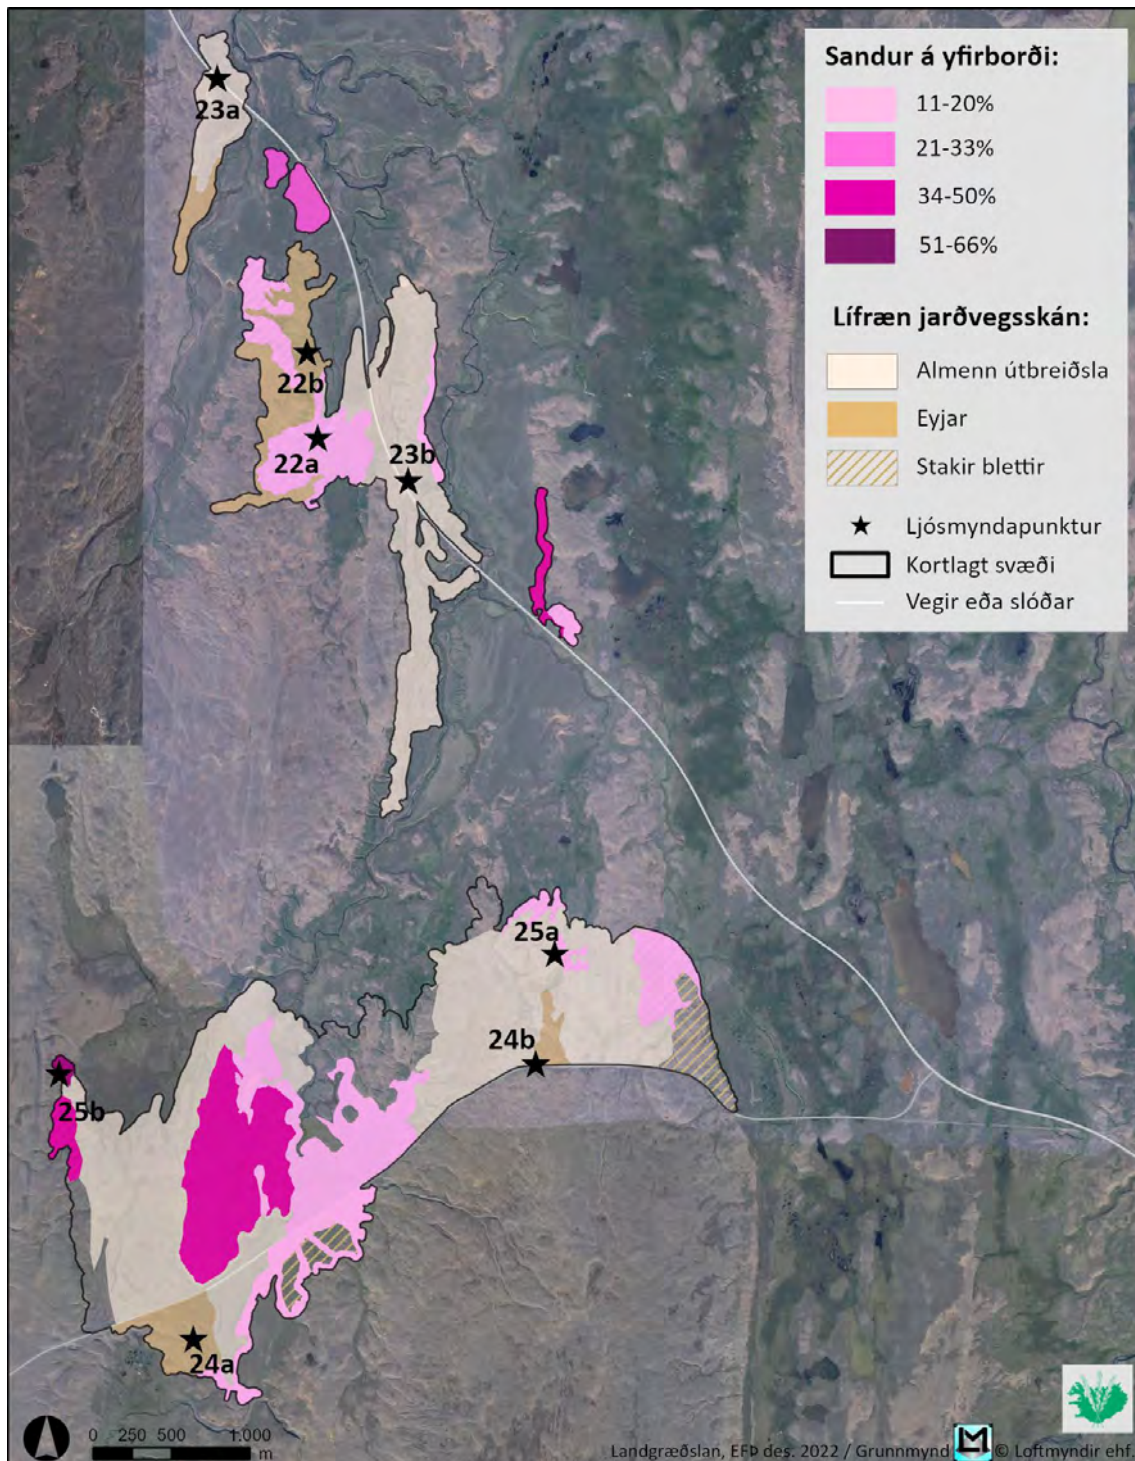 Sandur á yfirborði:
11-20%
21-33%
34-50%
51-66%
Lífræn jarðvegsskán:
Almenn útbreiðsla
Eyjar
Stakir blettir
Ljósmyndapunktur
Kortlagt svæði
Vegir eða slóðar
23a
22b
22a
23b
25a
24b
25b
24a
0 250 500 1.000
m
Landgræðslan, EFÞ des. 2022 / Grunnmynd LM © Loftmyndir ehf.